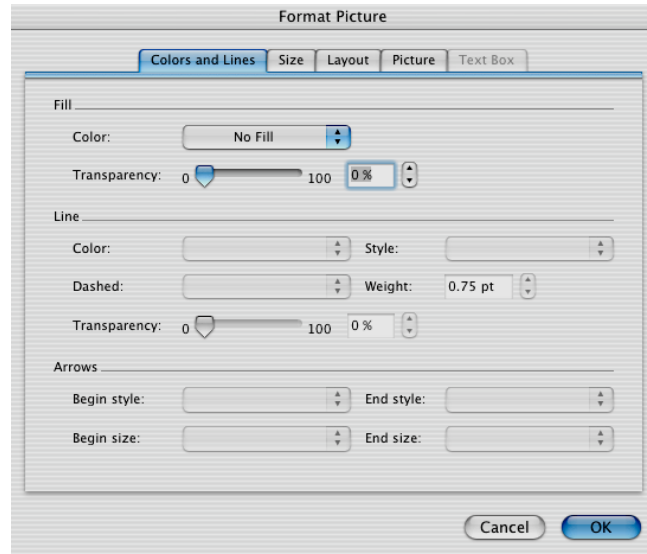 Format Picture
Colors and Lines Size Layout Picture Text Box
Fill
Color: No Fill
Transparency: 0 100 0 %
Line
Color: Style:
Dashed: Weight: 0.75 pt
Transparency: 0 100 0 %
Arrows
Begin style: End style:
Begin size: End size:
Cancel OK